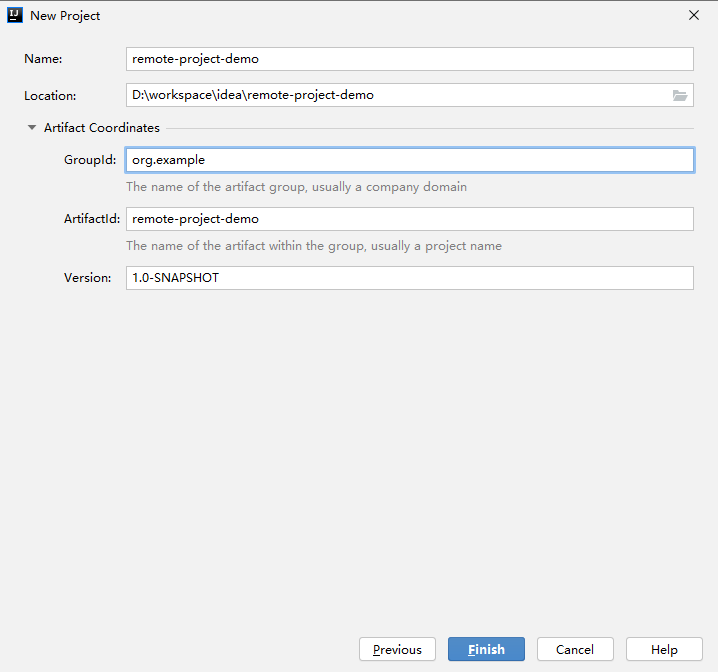 New Project
Name: remote-project-demo
Location: D:\workspace\idea\remote-project-demo
Artifact Coordinates
GroupId: org.example
The name of the artifact group, usually a company domain
ArtifactId: remote-project-demo
The name of the artifact within the group, usually a project name
Version: 1.0-SNAPSHOT
Previous Finish Cancel Help